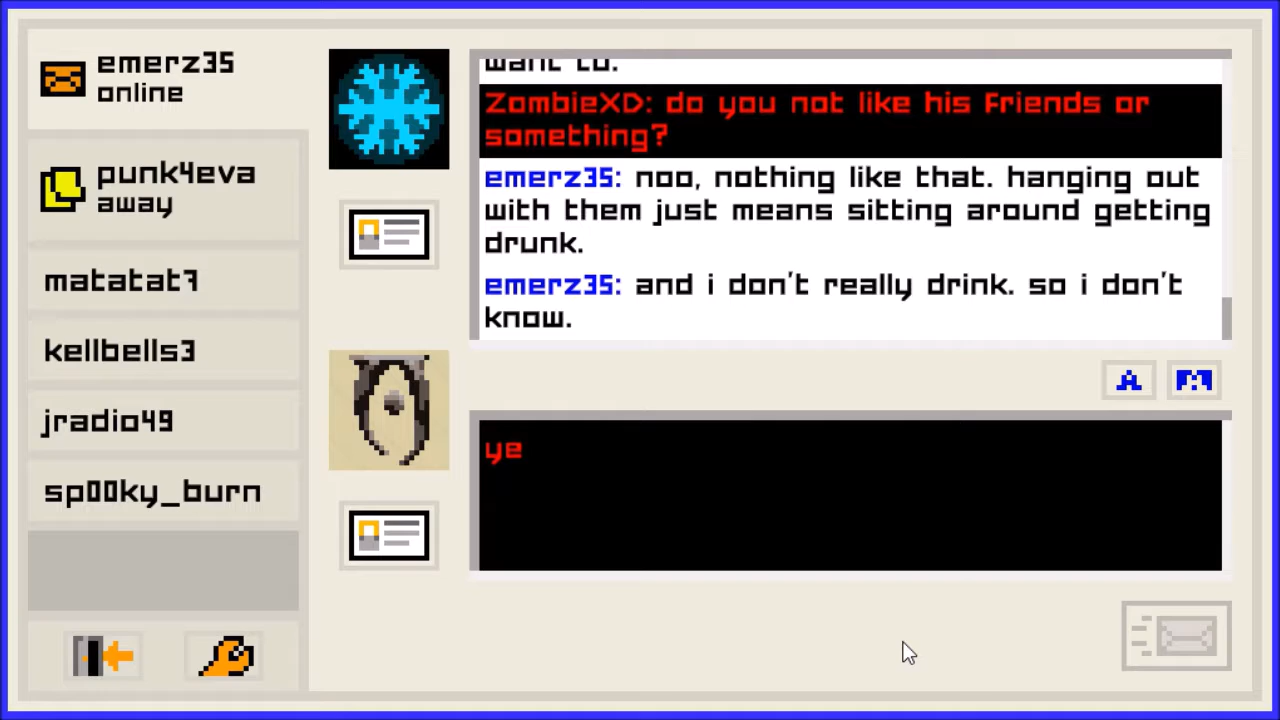 emerz35
online
punk4eva
away
matatat7
kellbells3
jradio49
sp00ky_burn
want to.
ZombieXD: do you not like his friends or
something?
emerz35: noo, nothing like that. hanging out
with them just means sitting around getting
drunk.
emerz35: and i don't really drink. so i don't
know.
A
ye